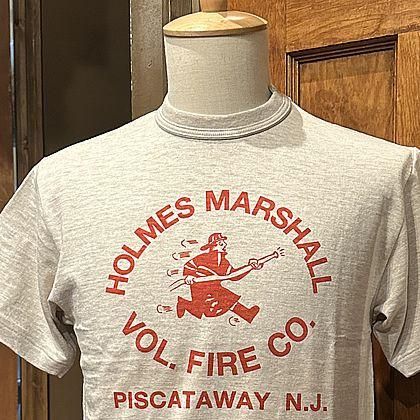 HOLMES MARSHALL
VOL. FIRE CO.
PISCATAWAY N.J.